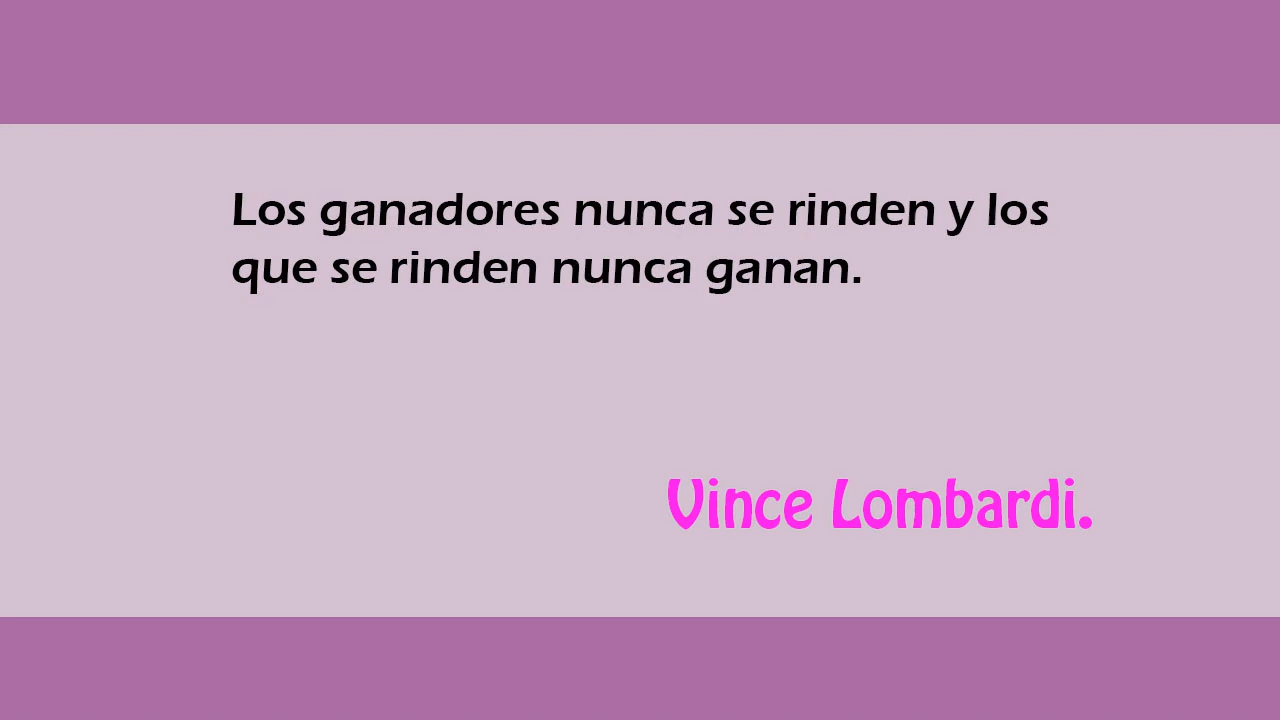 Los ganadores nunca se rinden y los
que se rinden nunca ganan.
Vince Lombardi.